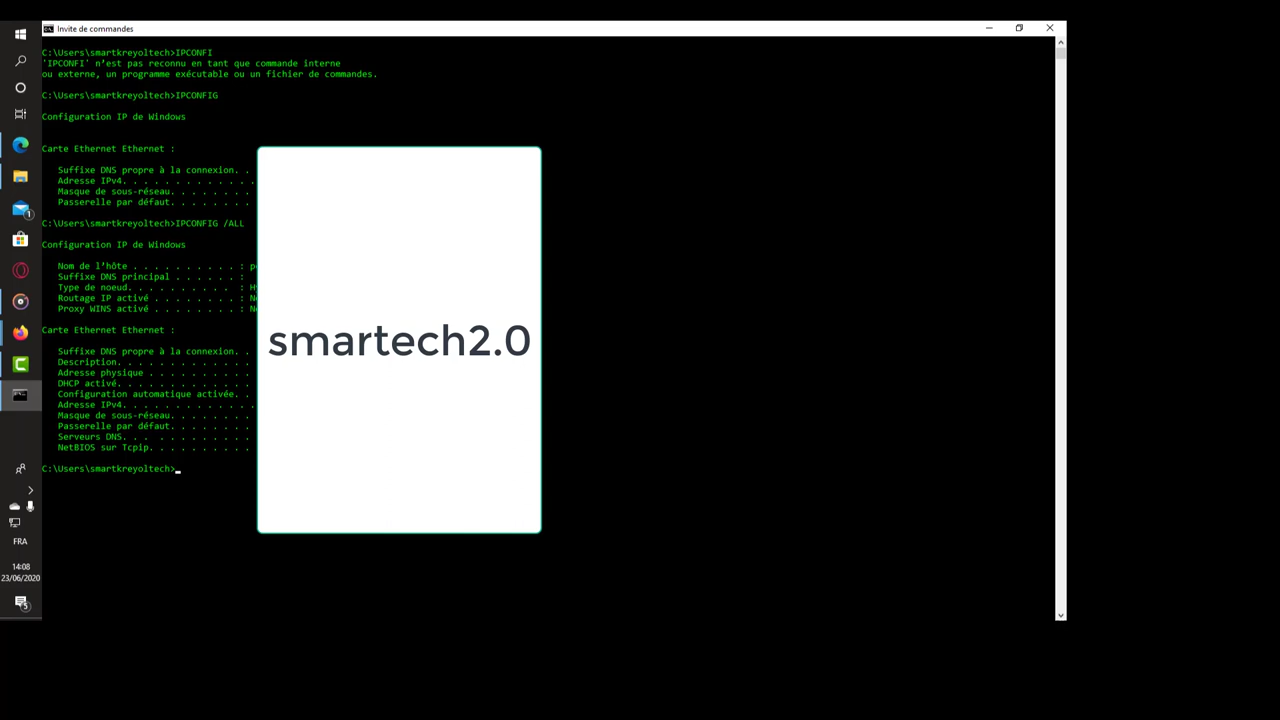 Invite de commandes
C:\Users\smartkreyoltech>IPCONFI
'IPCONFI' n'est pas reconnu en tant que commande interne
ou externe, un programme exécutable ou un fichier de commandes.
C:\Users\smartkreyoltech>IPCONFIG
Configuration IP de Windows
Carte Ethernet Ethernet :
Suffixe DNS propre à la connexion. . .
Adresse IPv4. . . . . . . . . . . . .
Masque de sous-réseau. . . . . . . .
Passerelle par défaut. . . . . . . .
C:\Users\smartkreyoltech>IPCONFIG /ALL
Configuration IP de Windows
Nom de l'hôte . . . . . . . . . . :
Suffixe DNS principal . . . . . . :
Type de noeud. . . . . . . . . . :
Routage IP activé . . . . . . . . :
Proxy WINS activé . . . . . . . . :
Carte Ethernet Ethernet :
Suffixe DNS propre à la connexion. . .
Description. . . . . . . . . . . . .
Adresse physique . . . . . . . . . .
DHCP activé. . . . . . . . . . . . .
Configuration automatique activée. . .
Adresse IPv4. . . . . . . . . . . . .
Masque de sous-réseau. . . . . . . .
Passerelle par défaut. . . . . . . .
Serveurs DNS. . . . . . . . . . . .
NetBIOS sur Tcpip. . . . . . . . . .
C:\Users\smartkreyoltech>
smartech2.0
1
FRA
14:08
23/06/2020
5